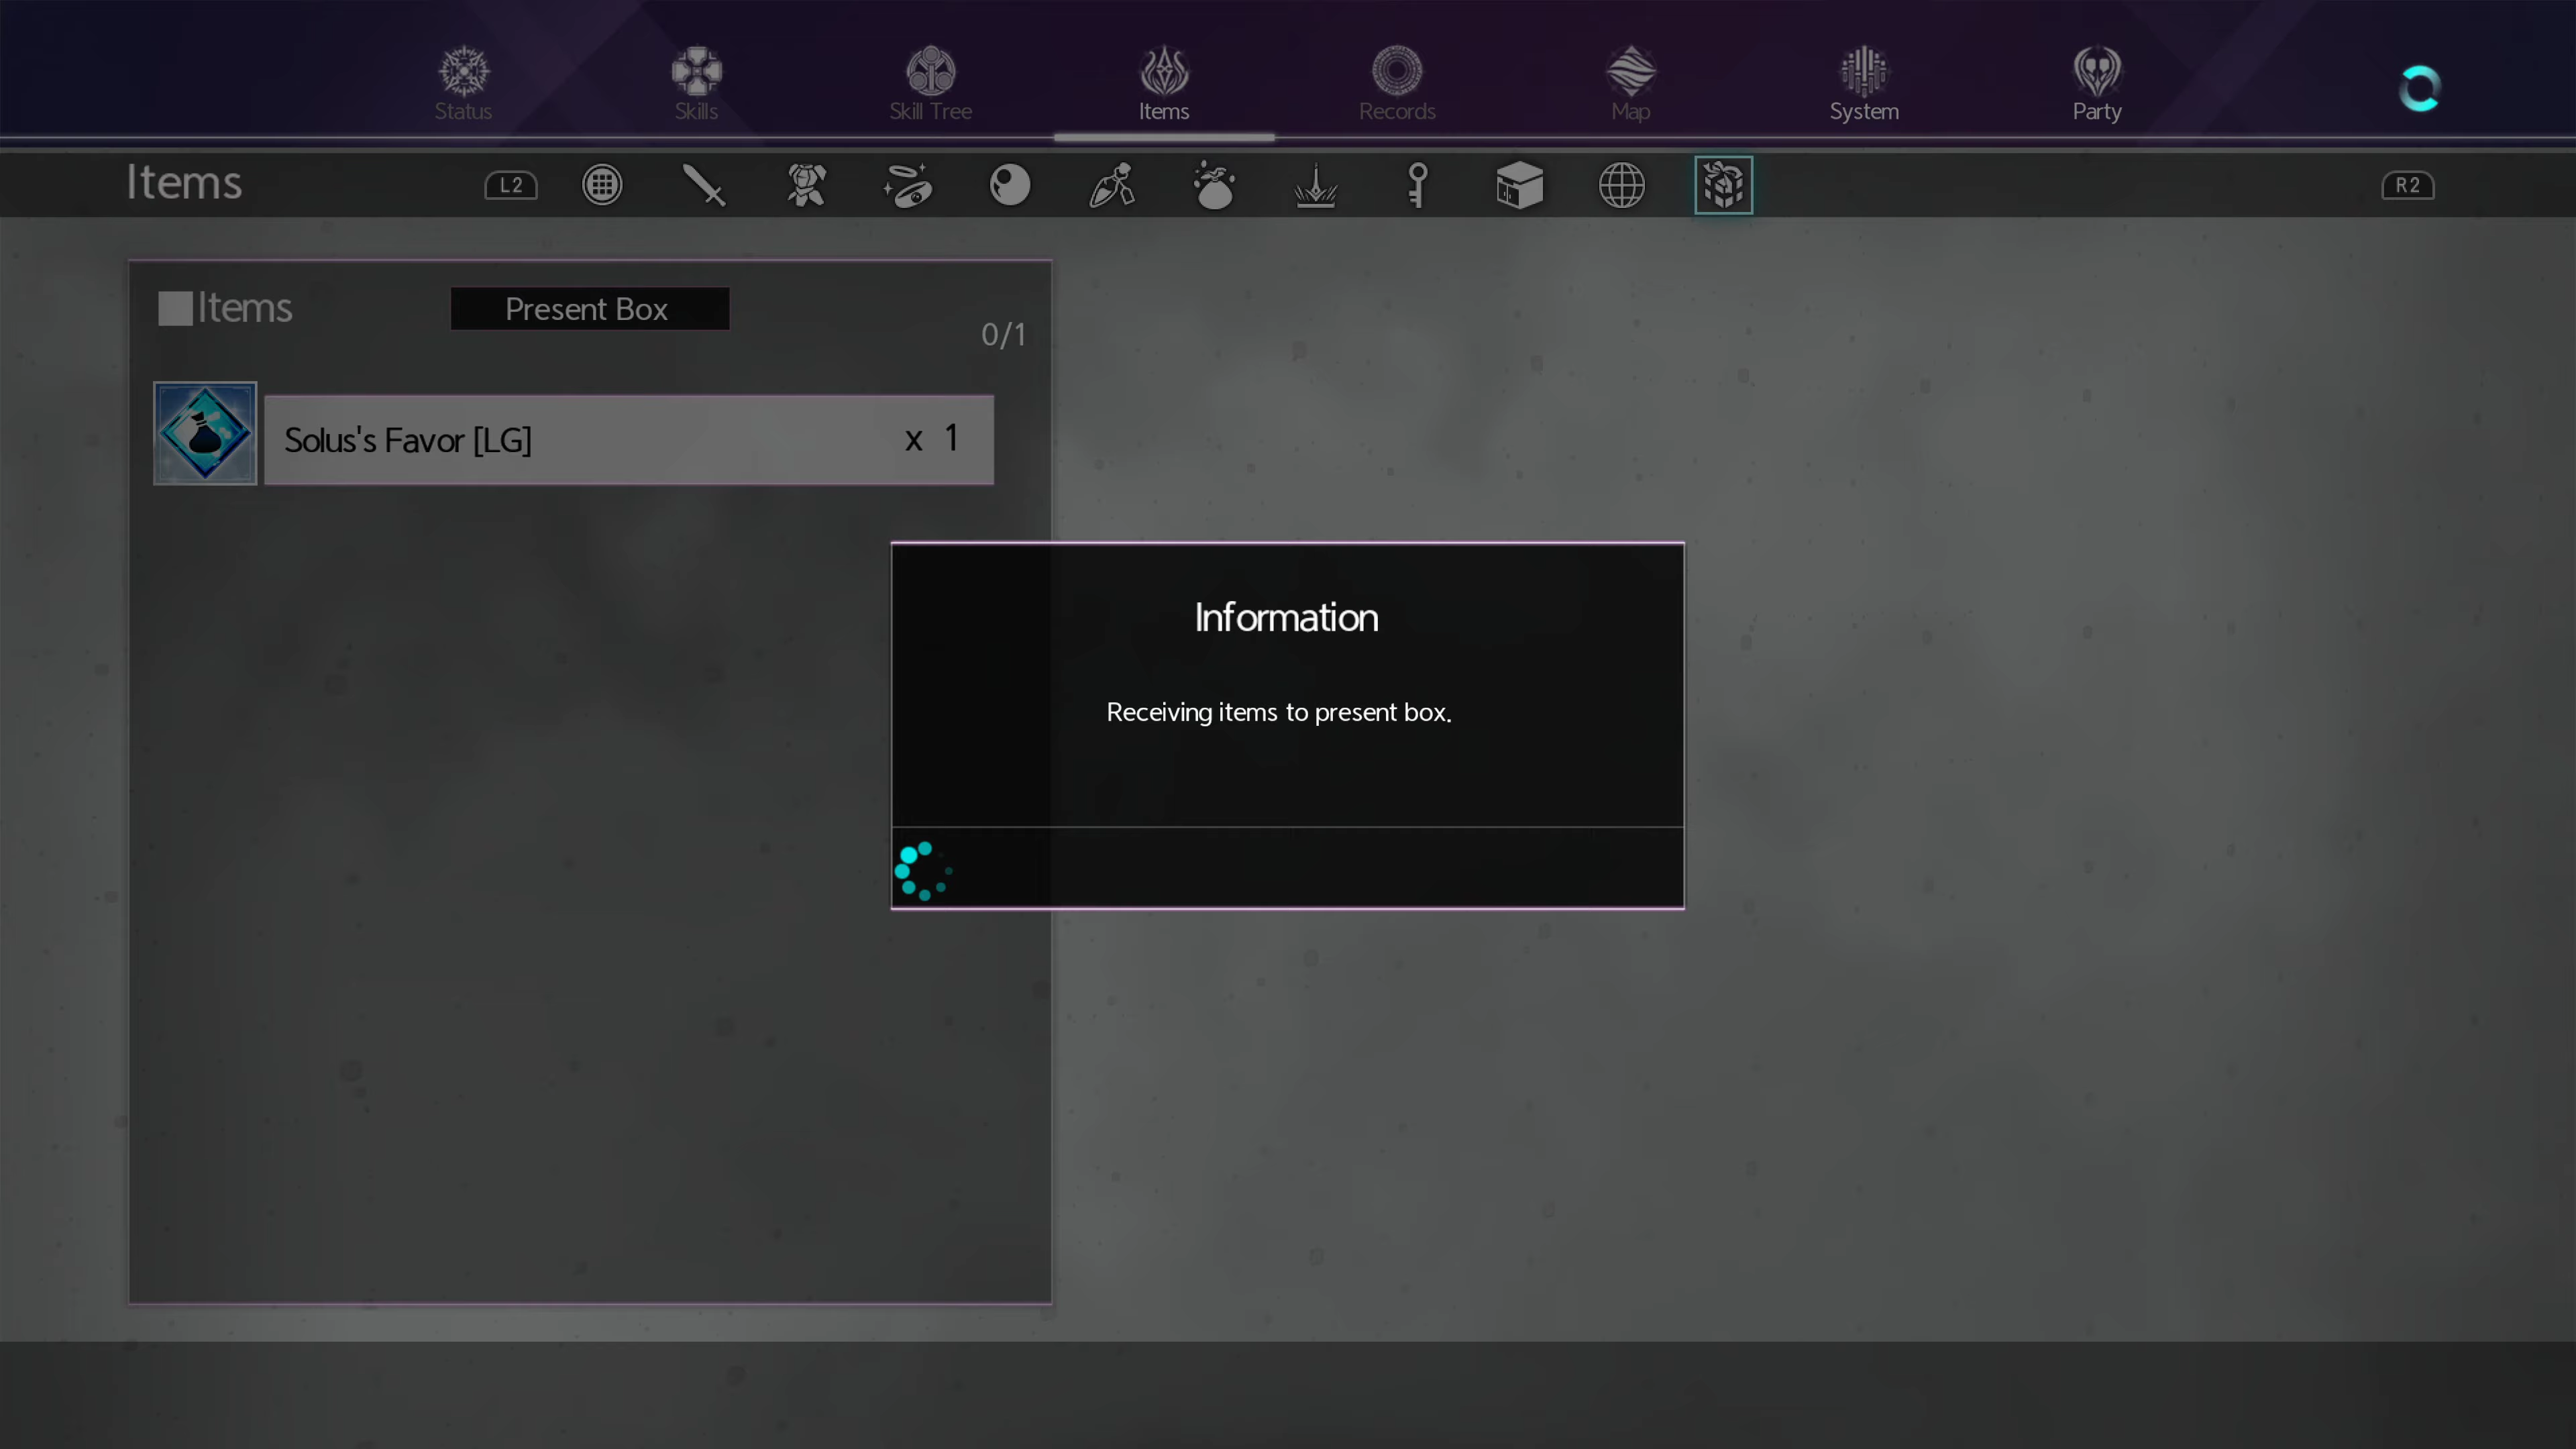 Status
Skills
Skill Tree
Items
Records
Map
System
Party
Items
L2
R2
Items
Present Box
0/1
Solus's Favor [LG]
x 1
Information
Receiving items to present box.